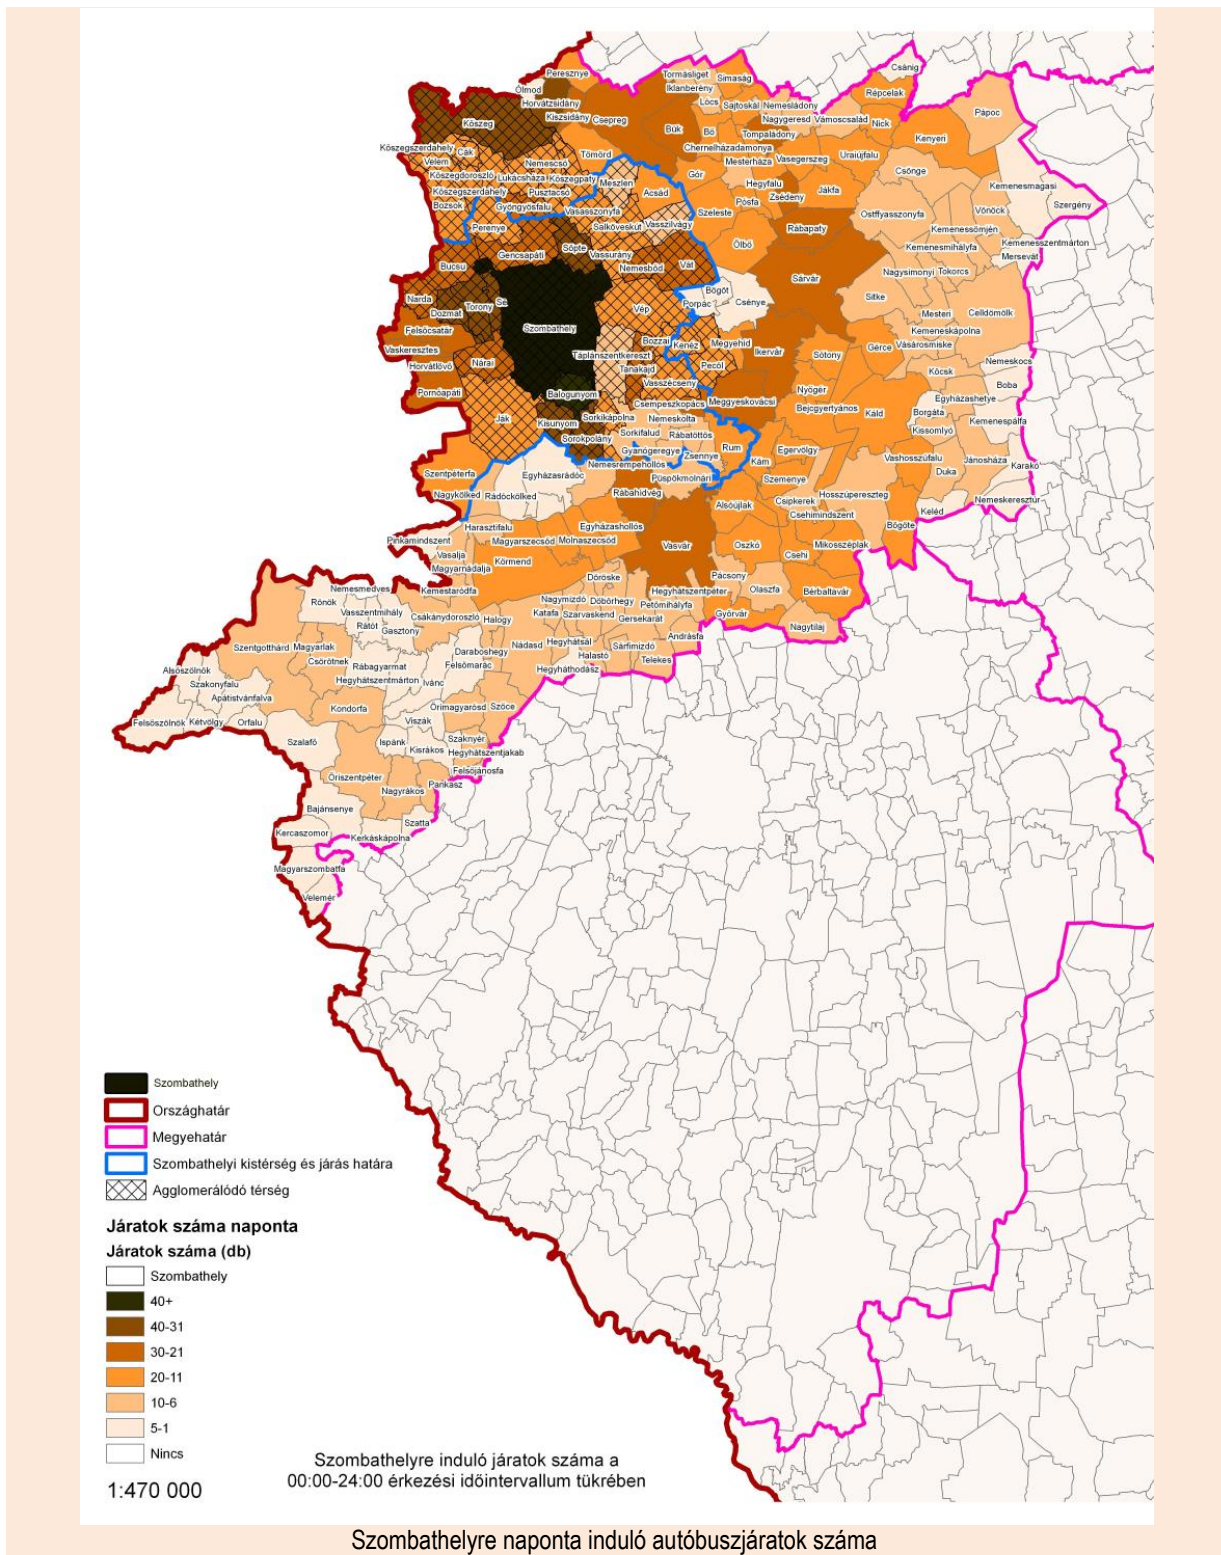 Csánig
Peresznye
Tormásliget
Simaság
Ólmod
Iklanberény
Répcelak
Horvátzsidány
Lócs
Sajtoskál
Nemesládony
Pápoc
Kiszsidány
Csepreg
Nagygeresd
Vámoscsalád
Nick
Kőszeg
Bük
Bő
Tompaládony
Kenyeri
Kőszegszerdahely
Cák
Chernelházadamonya
Velem
Nemescsó
Tömörd
Mesterháza
Vasegerszeg
Uraiújfalu
Kőszegdoroszló
Lukácsháza
Kőszegpaty
Gór
Csönge
Meszlen
Hegyfalu
Jákfa
Kemenesmagasi
Kőszegszerdahely
Pusztacsó
Acsád
Zsédeny
Bozsok
Gyöngyösfalu
Vasasszonyfa
Szeleste
Pósfa
Ostffyasszonyfa
Vönöck
Szergény
Perenye
Salköveskút
Vasszilvágy
Rábapaty
Kemenessömjén
Gencsapáti
Söpte
Vassurány
Ölbő
Kemenesmihályfa
Kemenesszentmárton
Mersevát
Bucsu
Nemesbőd
Vát
Sárvár
Nagysimonyi
Tokorcs
Narda
Torony
Sé
Bögöt
Csénye
Sitke
Dozmat
Vép
Porpác
Mesteri
Celldömölk
Felsőcsatár
Szombathely
Kemeneskápolna
Vaskeresztes
Bozzai
Kenéz
Megyehíd
Ikervár
Sótony
Gérce
Vásárosmiske
Táplánszentkereszt
Horvátlövő
Nárai
Tanakajd
Pecöl
Köcsk
Nemeskocs
Vasszécseny
Nyőgér
Boba
Pornóapáti
Balogunyom
Csempeszkopács
Meggyeskovácsi
Bejcgyertyános
Káld
Egyházashetye
Ják
Kisunyom
Sorkikápolna
Nemeskolta
Borgáta
Kemenespálfa
Sorokpolány
Sorkifalud
Rábatöttös
Kissomlyó
Gyanógeregye
Rum
Egervölgy
Vashosszúfalu
Jánosháza
Zsennye
Kám
Duka
Karakó
Szentpéterfa
Egyházasrádóc
Nemesrempehollós
Püspökmolnári
Szemenye
Nagykölked
Rádóckölked
Rábahídvég
Alsóújlak
Csipkerek
Hosszúpereszteg
Nemeskeresztúr
Keléd
Harasztifalu
Egyházashollós
Csehimindszent
Bögöte
Pinkamindszent
Magyarszecsőd
Molnaszecsőd
Vasvár
Oszkó
Mikosszéplak
Vasalja
Körmend
Csehi
Magyarnádalja
Döröske
Pácsony
Nemesmedves
Kemestaródfa
Hegyhátszentpéter
Olaszfa
Bérbaltavár
Rönök
Nagymizdó
Döbörhegy
Petőmihályfa
Vasszentmihály
Csákánydoroszló
Halogy
Katafa
Szarvaskend
Gersekarát
Győrvár
Rátót
Gasztony
Nagytilaj
Andrásfa
Szentgotthárd
Magyarlak
Daraboshegy
Nádasd
Hegyhátsál
Sárfimizdó
Csörötnek
Felsőmarác
Halastó
Telekes
Alsószölnök
Rábagyarmat
Hegyháthodász
Szakonyfalu
Hegyhátszentmárton
Ivánc
Apátistvánfalva
Kondorfa
Őrimagyarósd
Szőce
Felsőszölnök
Kétvölgy
Orfalu
Viszák
Szalafő
Ispánk
Szaknyér
Kisrákos
Hegyhátszentjakab
Felsőjánosfa
Őriszentpéter
Pankasz
Nagyrákos
Bajánsenye
Szatta
Kercaszomor
Kerkáskápolna
Magyarszombatfa
Velemér
Szombathely
Országhatár
Megyehatár
Szombathelyi kistérség és járás határa
Agglomerálódó térség
Járatok száma naponta
Járatok száma (db)
Szombathely
40+
40-31
30-21
20-11
10-6
5-1
Nincs
1:470 000
Szombathelyre induló járatok száma a
00:00-24:00 érkezési időintervallum tükrében
Szombathelyre naponta induló autóbuszjáratok száma